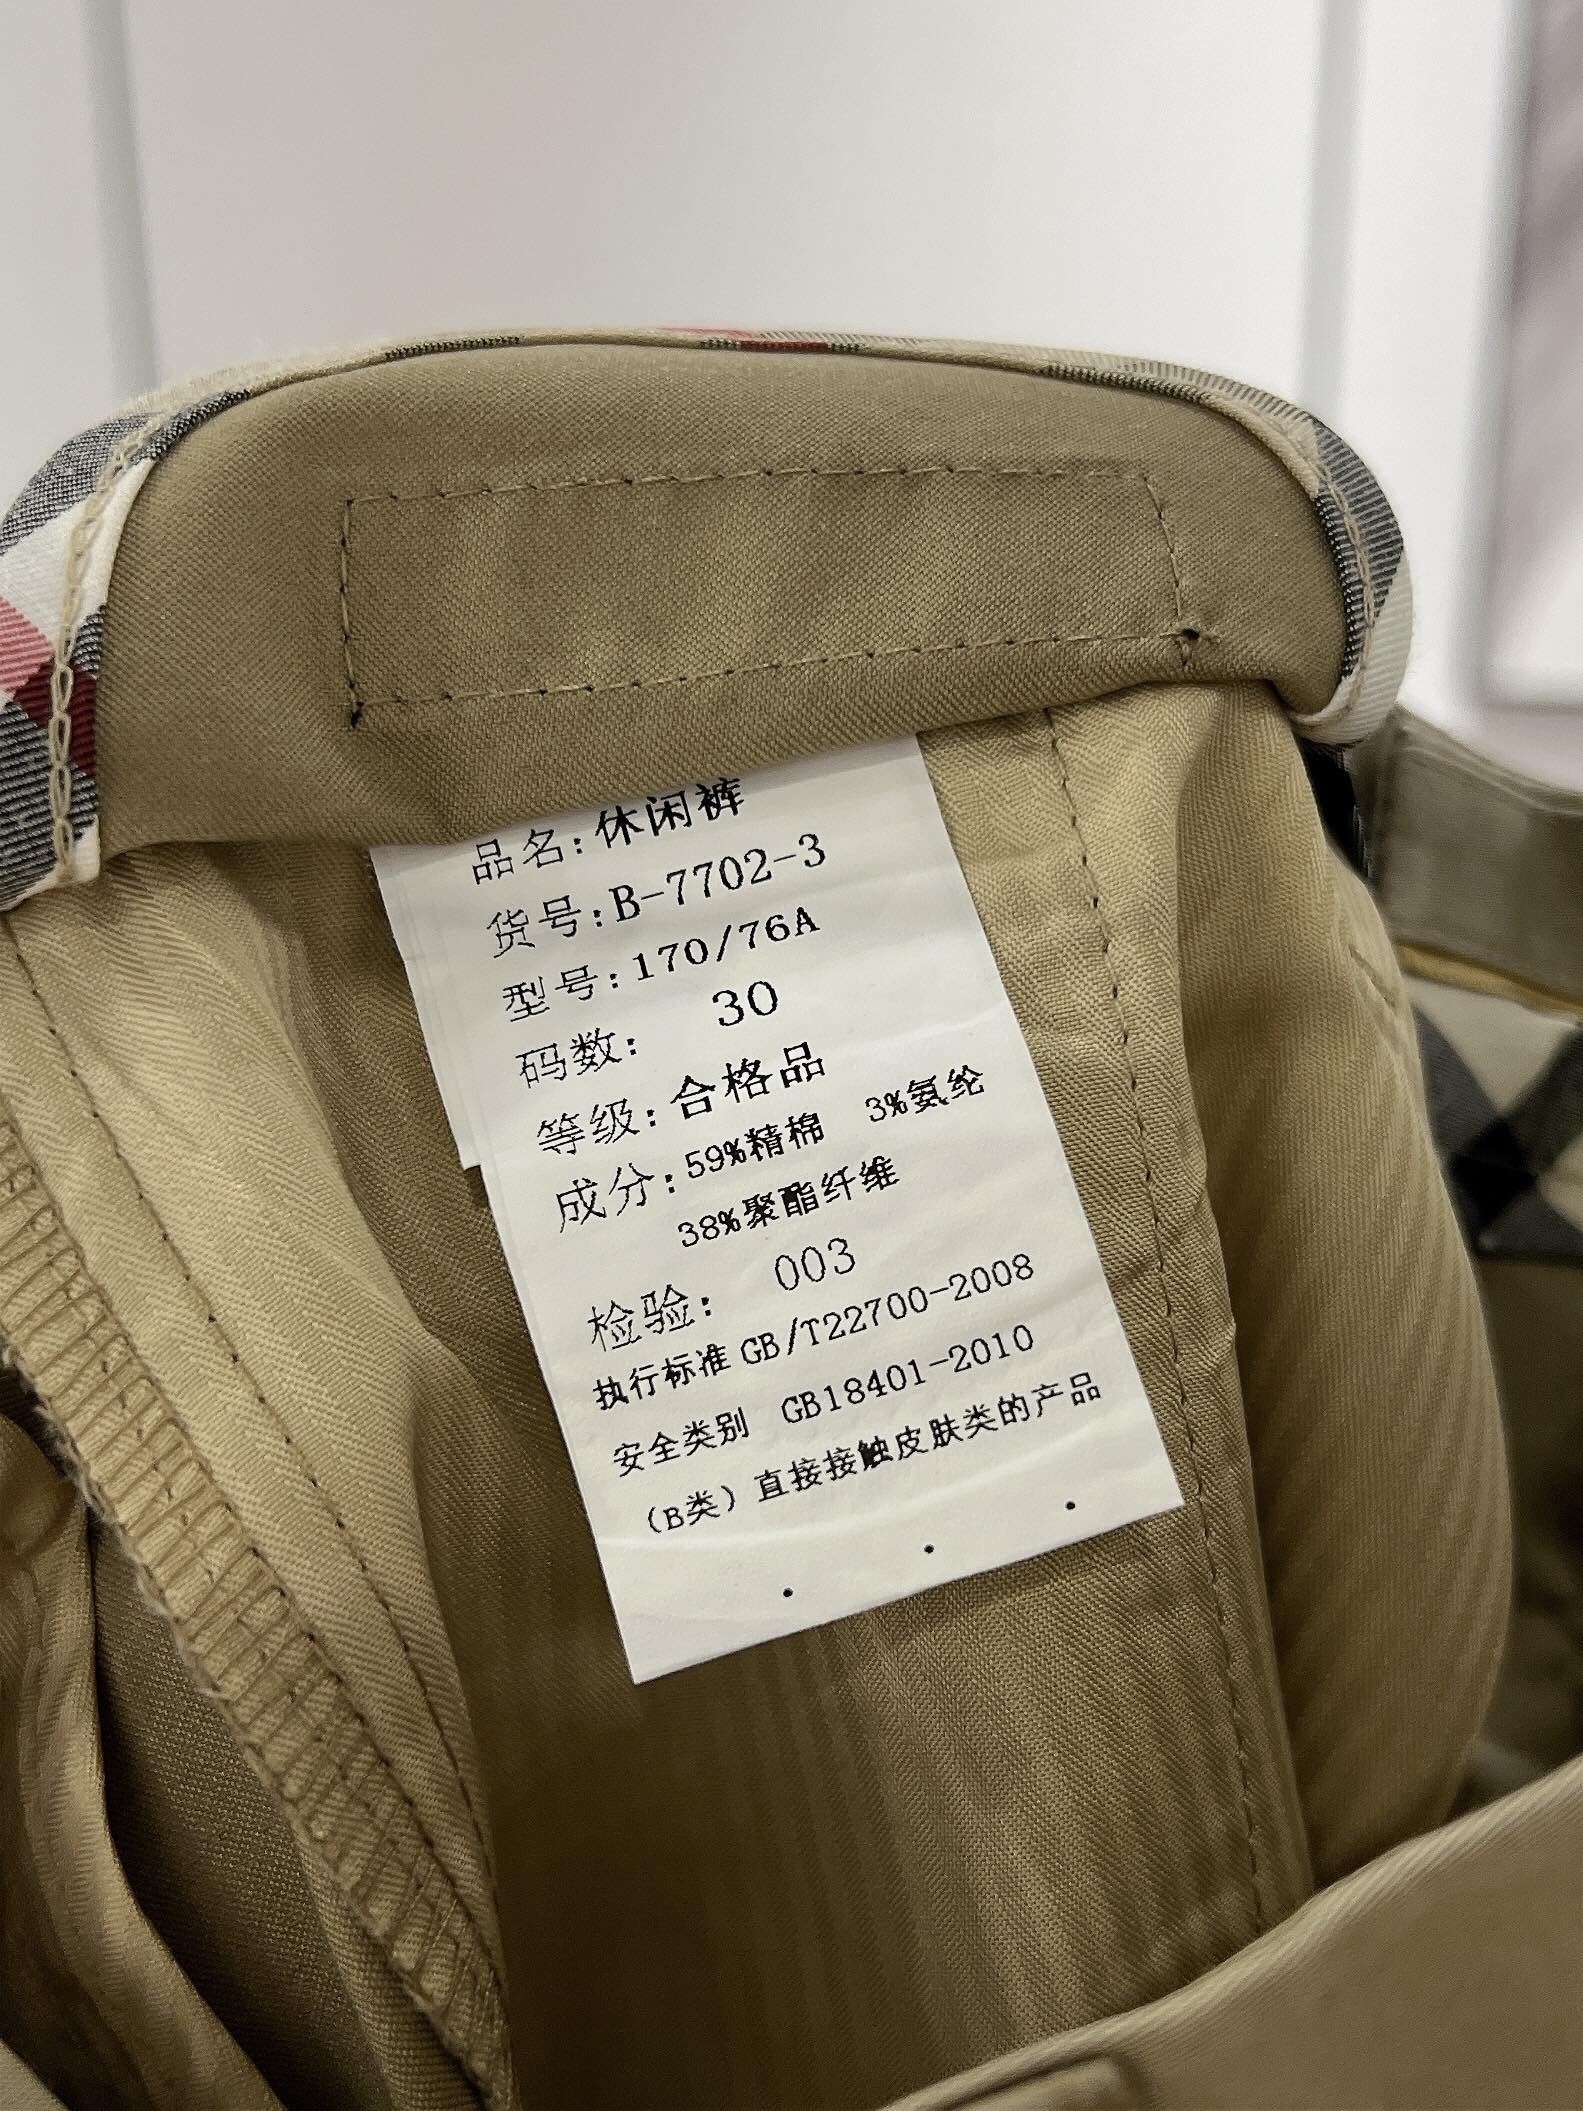 品名:休闲裤
货号:B-7702-3
型号:170/76A
码数: 30
等级:合格品
成分:59%精棉 3%氨纶
38%聚酯纤维
检验: 003
执行标准 GB/T22700-2008
安全类别 GB18401-2010
(B类) 直接接触皮肤类的产品